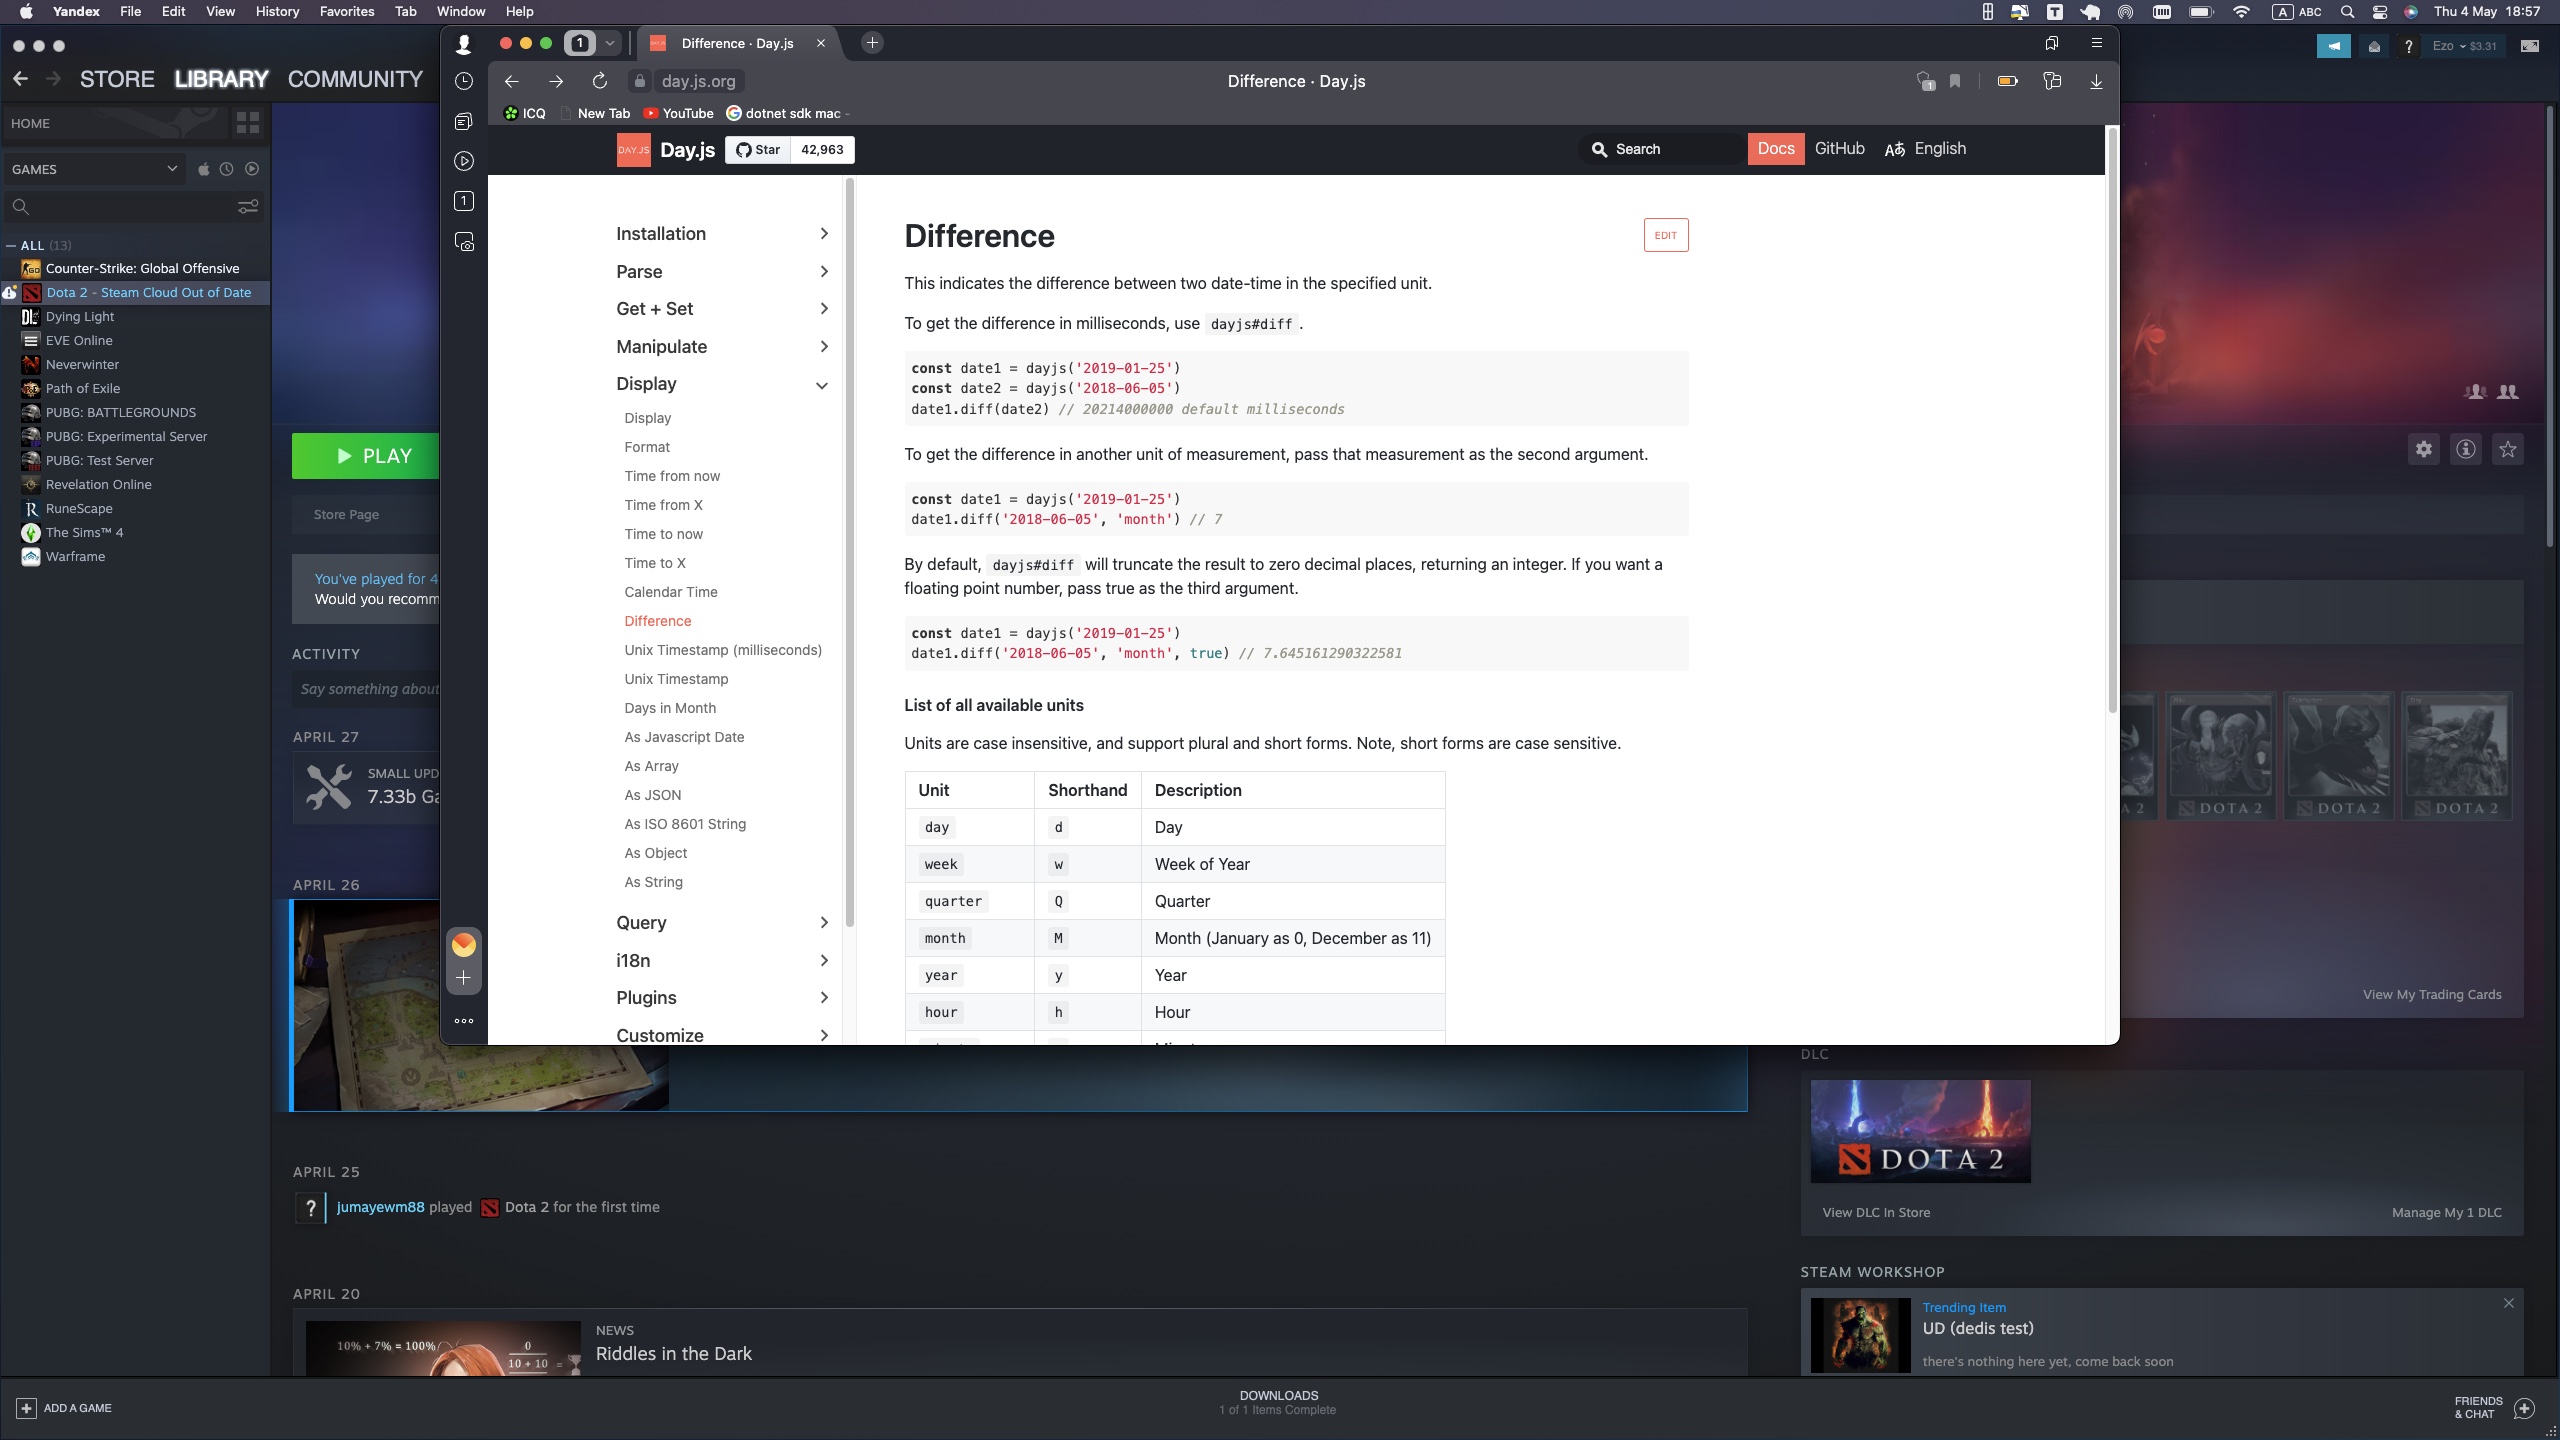 Yandex File Edit View History Favorites Tab Window Help
A ABC
Thu 4 May 18:57
STORE LIBRARY COMMUNITY
HOME
GAMES
ALL (13)
Counter-Strike: Global Offensive
Dota 2 - Steam Cloud Out of Date
Dying Light
EVE Online
Neverwinter
Path of Exile
PUBG: BATTLEGROUNDS
PUBG: Experimental Server
PUBG: Test Server
Revelation Online
RuneScape
The Sims™ 4
Warframe
PLAY
Store Page
You've played for 4
Would you recomm
ACTIVITY
Say something about
APRIL 27
SMALL UPD
7.33b Ga
APRIL 26
APRIL 25
? jumayewm88 played Dota 2 for the first time
APRIL 20
10% + 7% = 100%
0
10 + 10 =
NEWS
Riddles in the Dark
ADD A GAME
DOWNLOADS
1 of 1 Items Complete
FRIENDS
& CHAT
1
Difference · Day.js
day.js.org
Difference · Day.js
1
ICQ New Tab YouTube dotnet sdk mac -
1
DAY.JS Day.js Star 42,963
Search Docs GitHub English
Installation
Parse
Get + Set
Manipulate
Display
Display
Format
Time from now
Time from X
Time to now
Time to X
Calendar Time
Difference
Unix Timestamp (milliseconds)
Unix Timestamp
Days in Month
As Javascript Date
As Array
As JSON
As ISO 8601 String
As Object
As String
Query
i18n
Plugins
Customize
Difference
EDIT
This indicates the difference between two date-time in the specified unit.
To get the difference in milliseconds, use dayjs#diff .
const date1 = dayjs('2019-01-25')
const date2 = dayjs('2018-06-05')
date1.diff(date2) // 20214000000 default milliseconds
To get the difference in another unit of measurement, pass that measurement as the second argument.
const date1 = dayjs('2019-01-25')
date1.diff('2018-06-05', 'month') // 7
By default, dayjs#diff will truncate the result to zero decimal places, returning an integer. If you want a
floating point number, pass true as the third argument.
const date1 = dayjs('2019-01-25')
date1.diff('2018-06-05', 'month', true) // 7.645161290322581
List of all available units
Units are case insensitive, and support plural and short forms. Note, short forms are case sensitive.
Unit Shorthand Description
day d Day
week w Week of Year
quarter Q Quarter
month M Month (January as 0, December as 11)
year y Year
hour h Hour
? Ezo $3.31
A 2 DOTA 2 DOTA 2 DOTA 2
View My Trading Cards
DLC
DOTA 2
View DLC In Store Manage My 1 DLC
STEAM WORKSHOP
Trending Item
UD (dedis test)
there's nothing here yet, come back soon